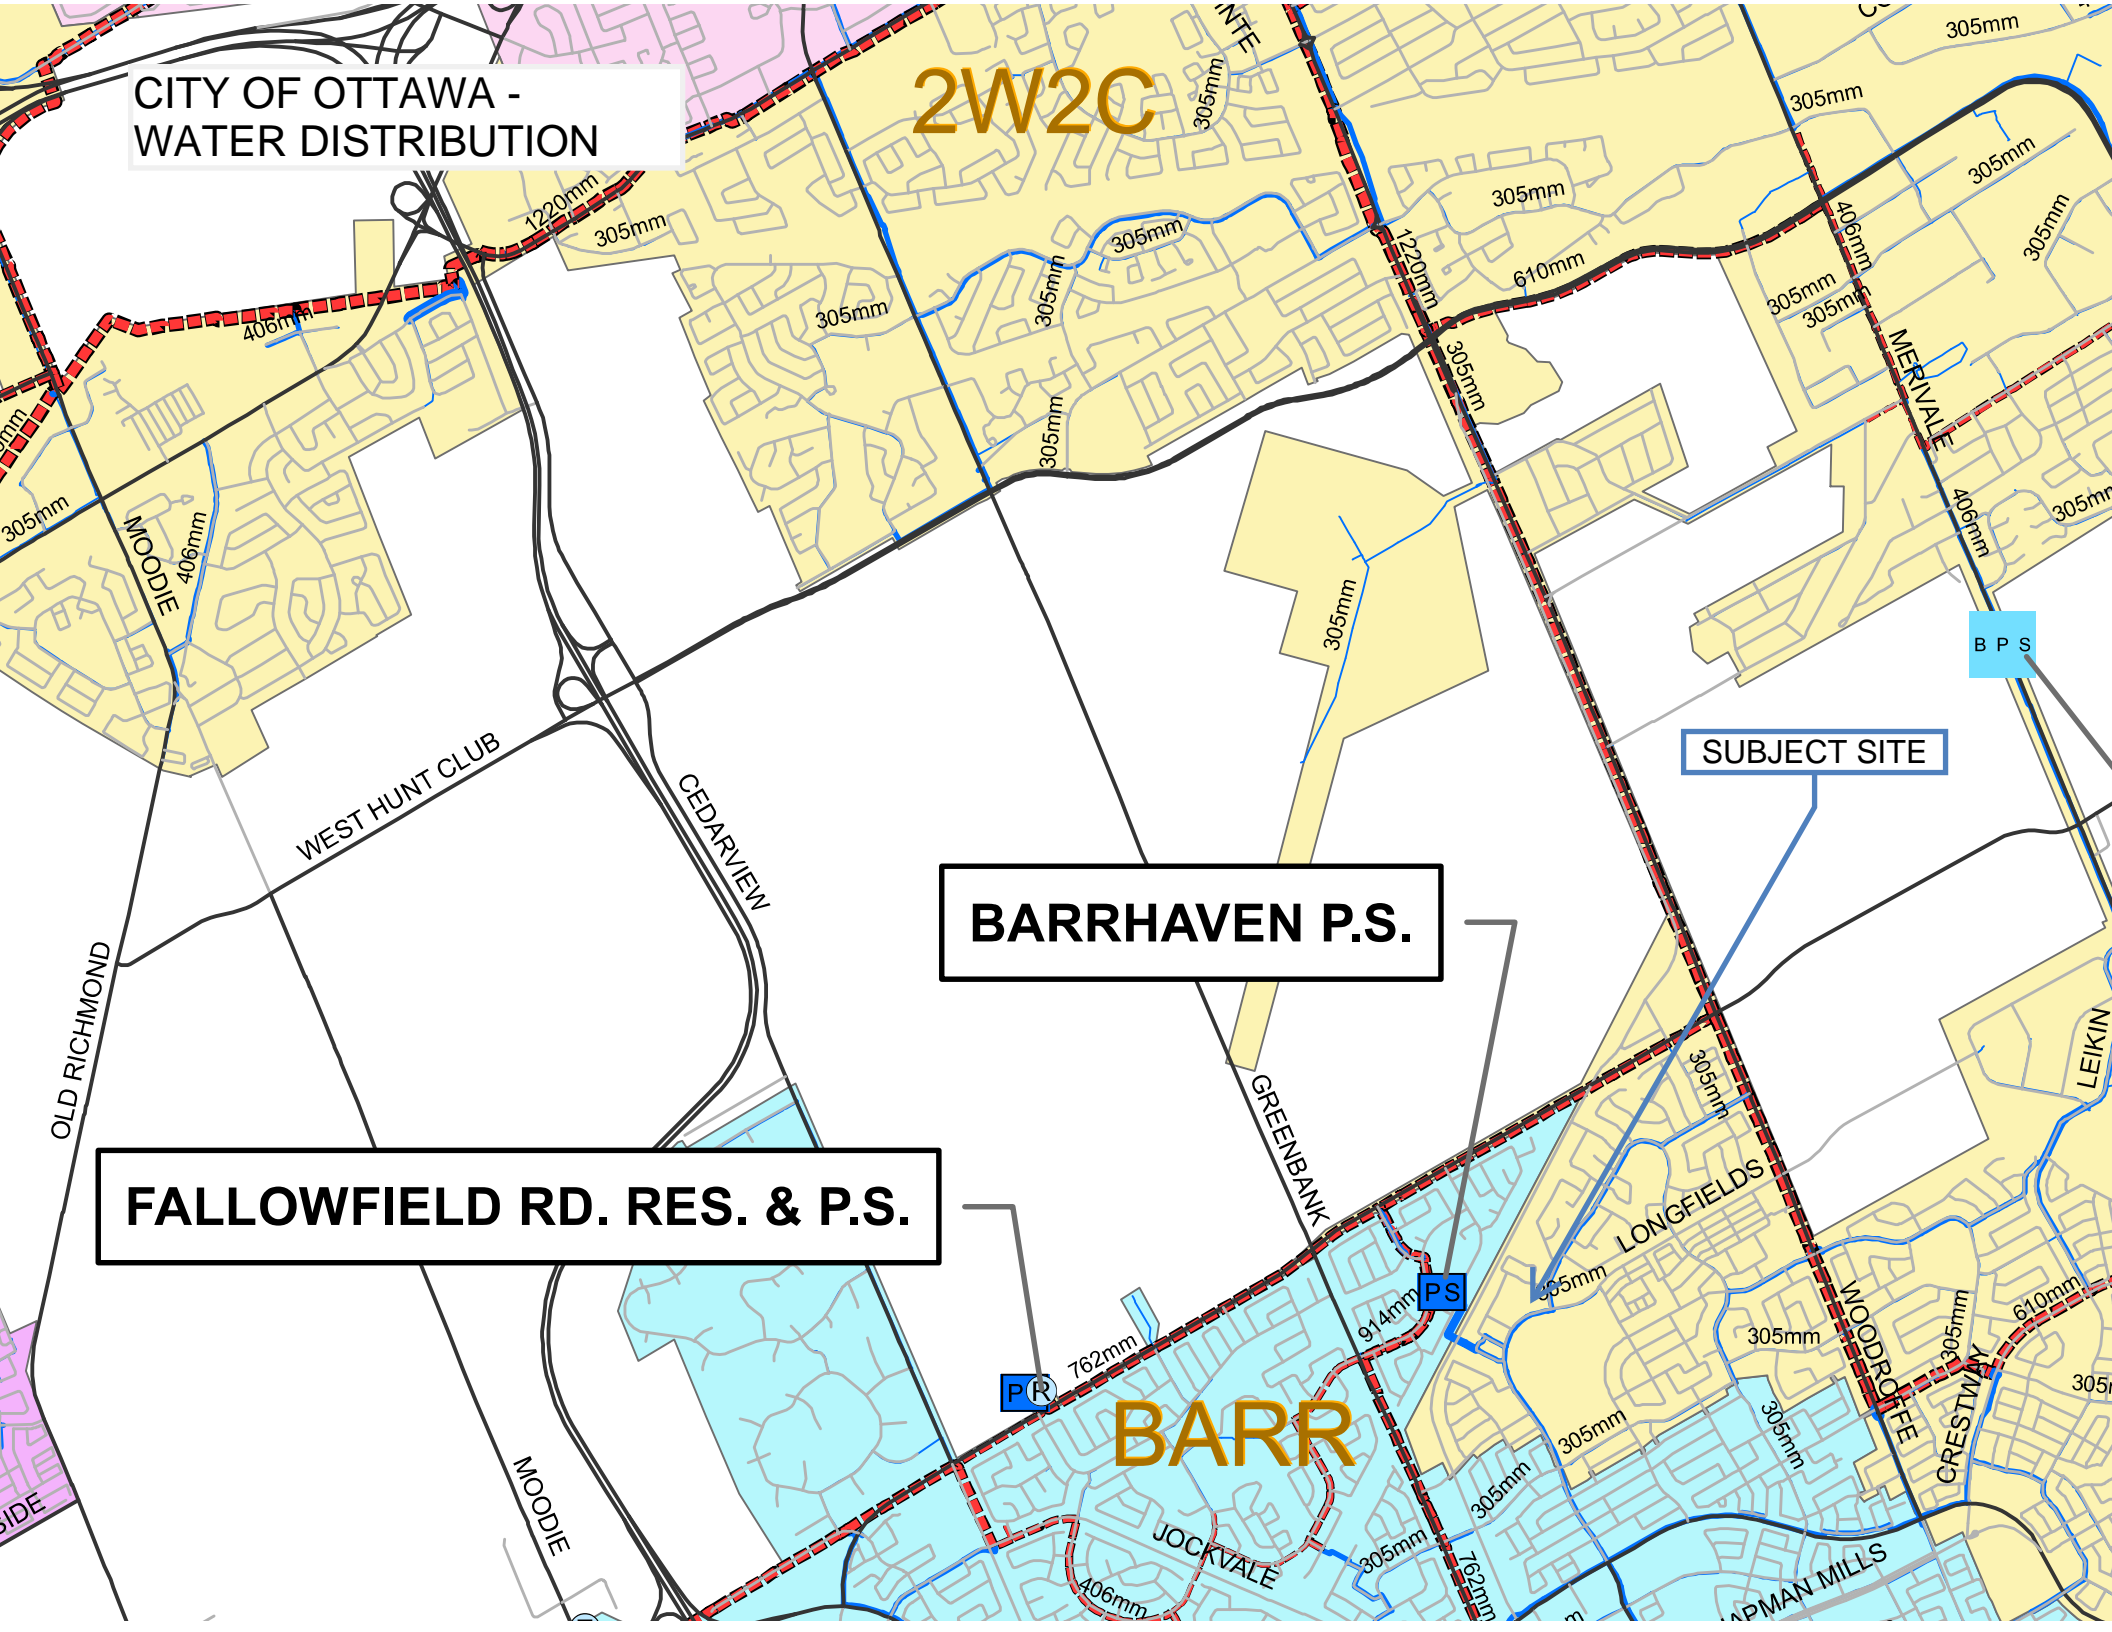 CITY OF OTTAWA -
WATER DISTRIBUTION
2W2C
305mm
305mm
305mm
1220mm
305mm
305mm
305mm
305mm
305mm
406mm
305mm
305mm
406mm
305mm
305mm
1220mm
610mm
305mm
305mm
305mm
MERIVALE
305mm
406mm
305mm
MOODIE
406mm
305mm
B P S
SUBJECT SITE
WEST HUNT CLUB
CEDARVIEW
BARRHAVEN P.S.
OLD RICHMOND
GREENBANK
305mm
LEIKIN
FALLOWFIELD RD. RES. & P.S.
LONGFIELDS
PS
914mm
305mm
305mm
WOODROFFE
305mm
610mm
CRESTWAY
762mm
P R
BARR
305mm
305mm
305mm
MOODIE
JOCKVALE
305mm
406mm
762mm